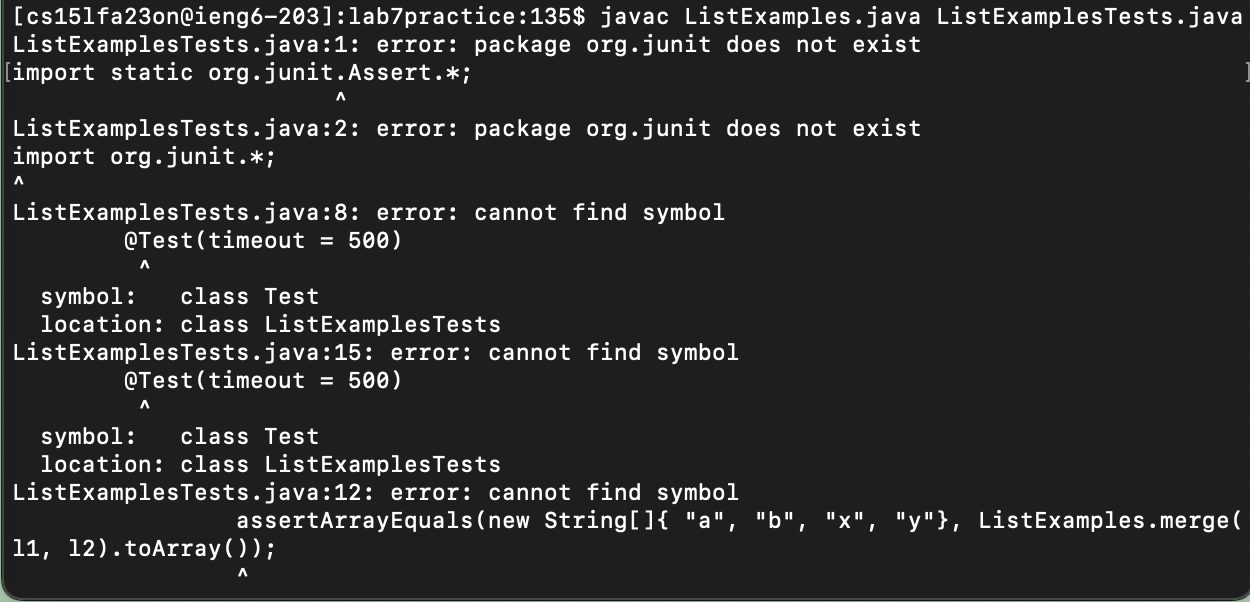 [cs15lfa23on@ieng6-203]:lab7practice:135$ javac ListExamples.java ListExamplesTests.java
ListExamplesTests.java:1: error: package org.junit does not exist
[import static org.junit.Assert.*; ]
                       ^
ListExamplesTests.java:2: error: package org.junit does not exist
import org.junit.*;
^
ListExamplesTests.java:8: error: cannot find symbol
        @Test(timeout = 500)
         ^
  symbol:   class Test
  location: class ListExamplesTests
ListExamplesTests.java:15: error: cannot find symbol
        @Test(timeout = 500)
         ^
  symbol:   class Test
  location: class ListExamplesTests
ListExamplesTests.java:12: error: cannot find symbol
                assertArrayEquals(new String[]{ "a", "b", "x", "y"}, ListExamples.merge(
l1, l2).toArray());
                ^